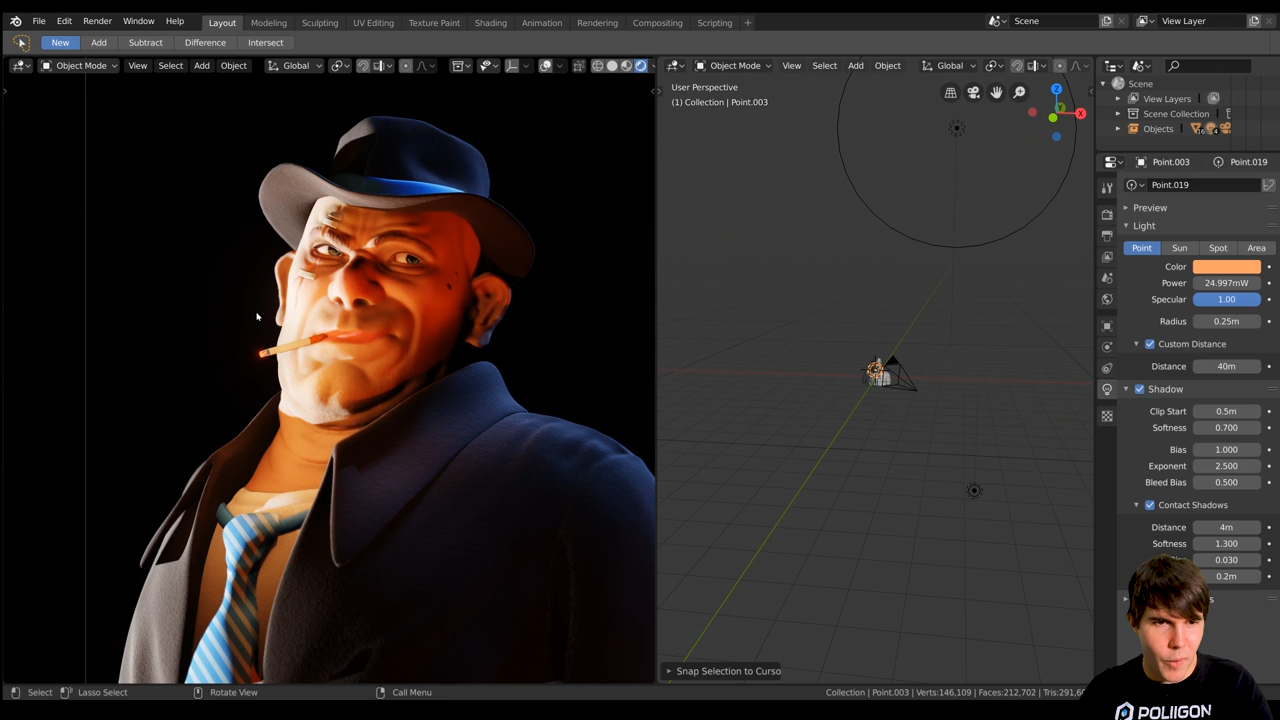 File Edit Render Window Help Layout Modeling Sculpting UV Editing Texture Paint Shading Animation Rendering Compositing Scripting + Scene View Layer
New Add Subtract Difference Intersect
Object Mode View Select Add Object Global
Object Mode View Select Add Object Global
User Perspective
(1) Collection | Point.003
Z
Y
X
Scene
View Layers
Scene Collection
Objects
Point.003 Point.019
Point.019
Preview
Light
Point Sun Spot Area
Color
Power 24.997mW
Specular 1.00
Radius 0.25m
Custom Distance
Distance 40m
Shadow
Clip Start 0.5m
Softness 0.700
Bias 1.000
Exponent 2.500
Bleed Bias 0.500
Contact Shadows
Distance 4m
Softness 1.300
0.030
0.2m
Snap Selection to Curso
Select Lasso Select Rotate View Call Menu Collection | Point.003 | Verts:146,109 | Faces:212,702 | Tris:291,6
POLIIGON